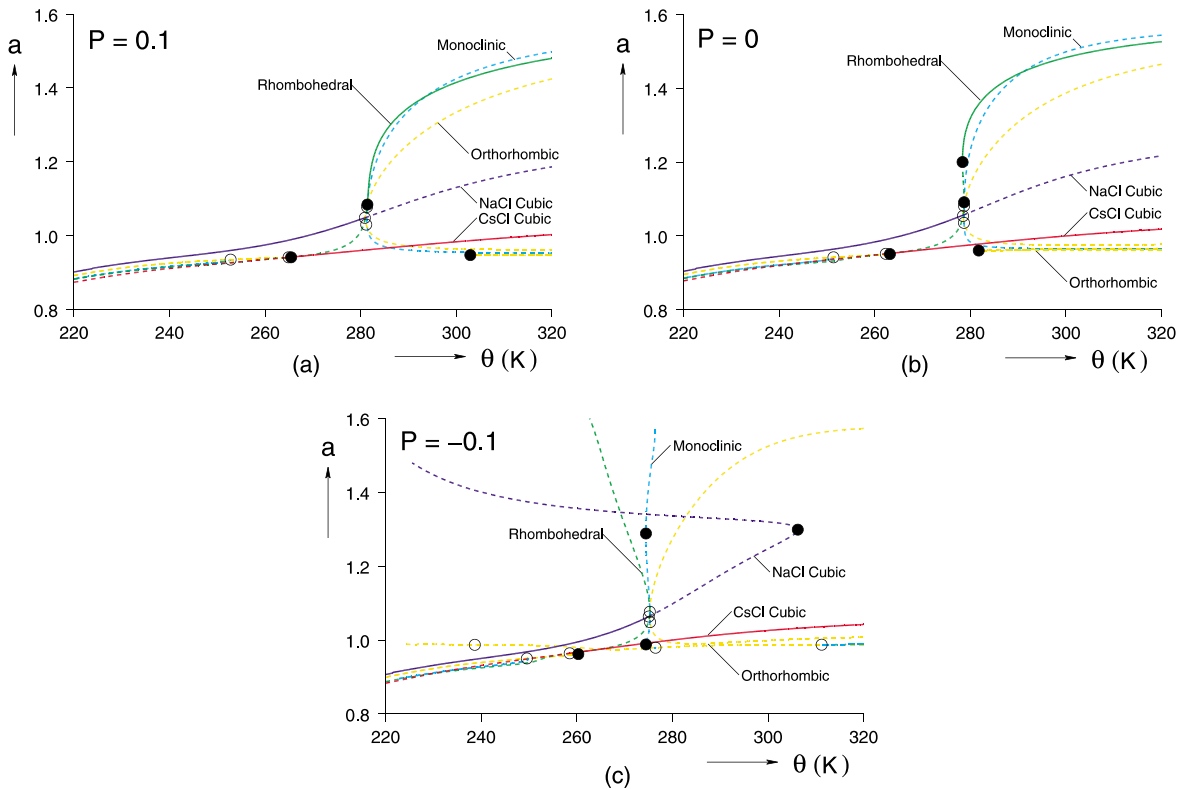 P = 0.1
a
1.6
1.4
1.2
1.0
0.8
Monoclinic
Rhombohedral
Orthorhombic
NaCl Cubic
CsCl Cubic
220 240 260 280 300 320
(a)
θ (K)
P = 0
a
1.6
1.4
1.2
1.0
0.8
Monoclinic
Rhombohedral
NaCl Cubic
CsCl Cubic
Orthorhombic
220 240 260 280 300 320
(b)
θ (K)
P = −0.1
a
1.6
1.4
1.2
1.0
0.8
Monoclinic
Rhombohedral
NaCl Cubic
CsCl Cubic
Orthorhombic
220 240 260 280 300 320
(c)
θ (K)